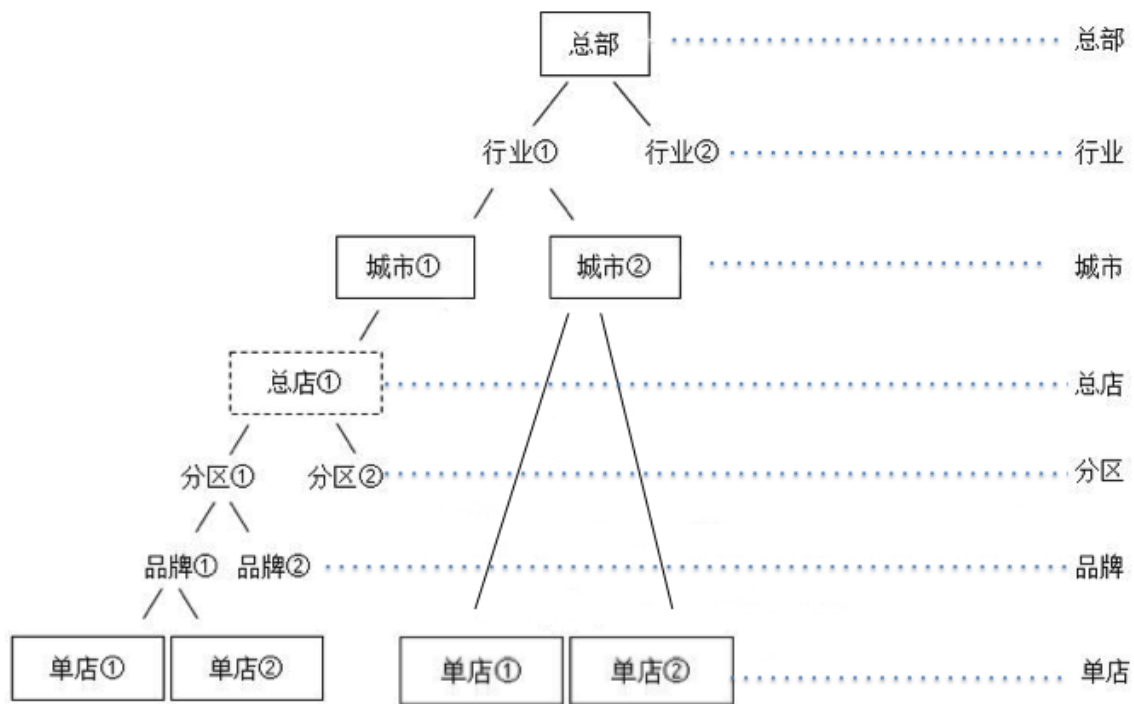 总部 总部
行业① 行业② 行业
城市① 城市② 城市
总店① 总店
分区① 分区② 分区
品牌① 品牌② 品牌
单店① 单店② 单店① 单店② 单店